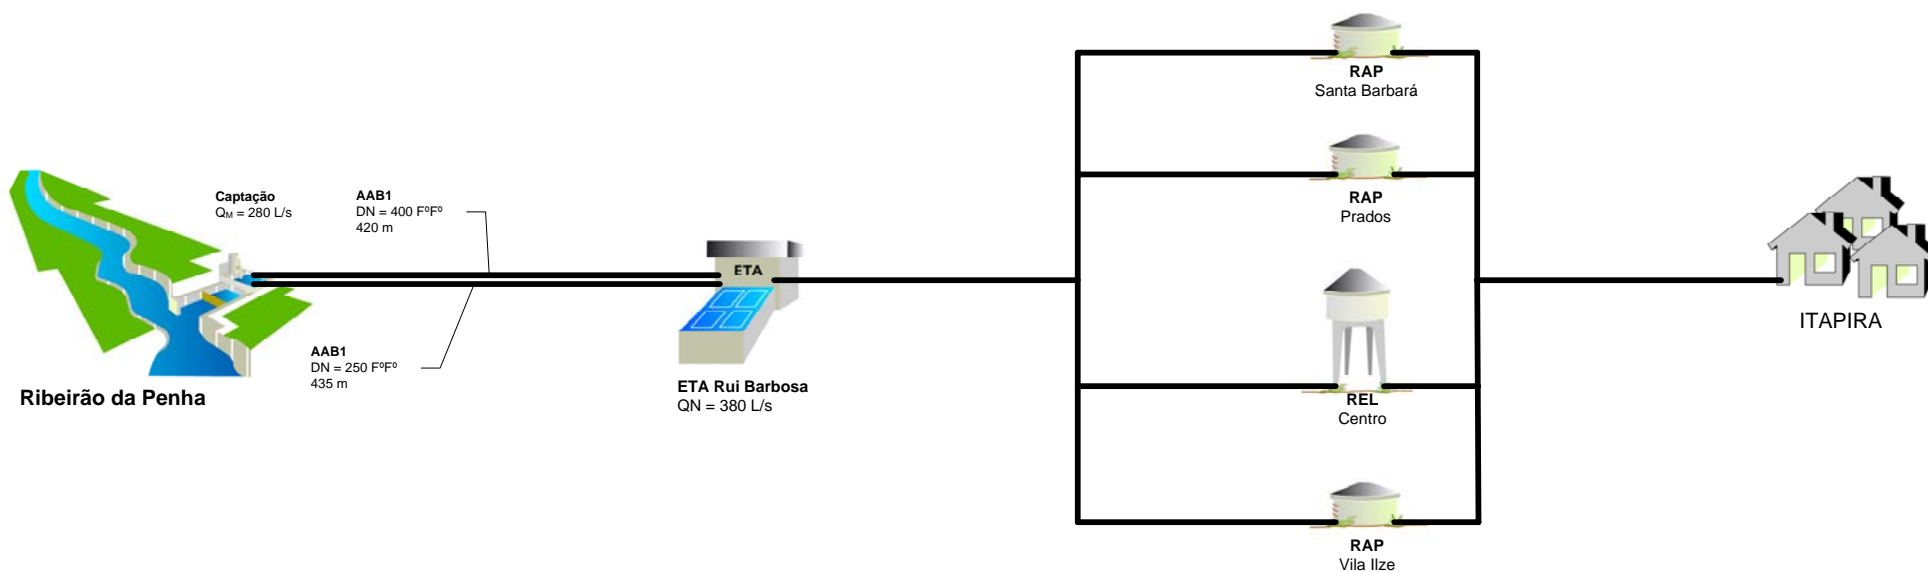 RAP
Santa Barbará
RAP
Prados
Captação
QM = 280 L/s
AAB1
DN = 400 FºFº
420 m
ETA
ITAPIRA
AAB1
DN = 250 FºFº
435 m
Ribeirão da Penha
ETA Rui Barbosa
QN = 380 L/s
REL
Centro
RAP
Vila Ilze